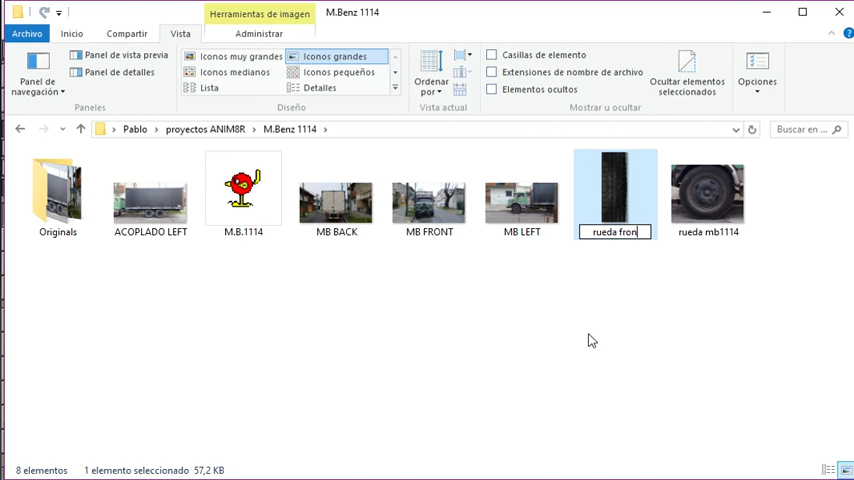 Herramientas de imagen
M.Benz 1114
Archivo
Inicio
Compartir
Vista
Administrar
Panel de navegación
Panel de vista previa
Panel de detalles
Paneles
Iconos muy grandes
Iconos grandes
Iconos medianos
Iconos pequeños
Lista
Detalles
Diseño
Ordenar por
Vista actual
Casillas de elemento
Extensiones de nombre de archivo
Elementos ocultos
Ocultar elementos seleccionados
Mostrar u ocultar
Opciones
Pablo
proyectos ANIM8R
M.Benz 1114
Buscar en ...
Originals
ACOPLADO LEFT
M.B.1114
MB BACK
MB FRONT
MB LEFT
rueda fron
rueda mb1114
8 elementos
1 elemento seleccionado 57,2 KB